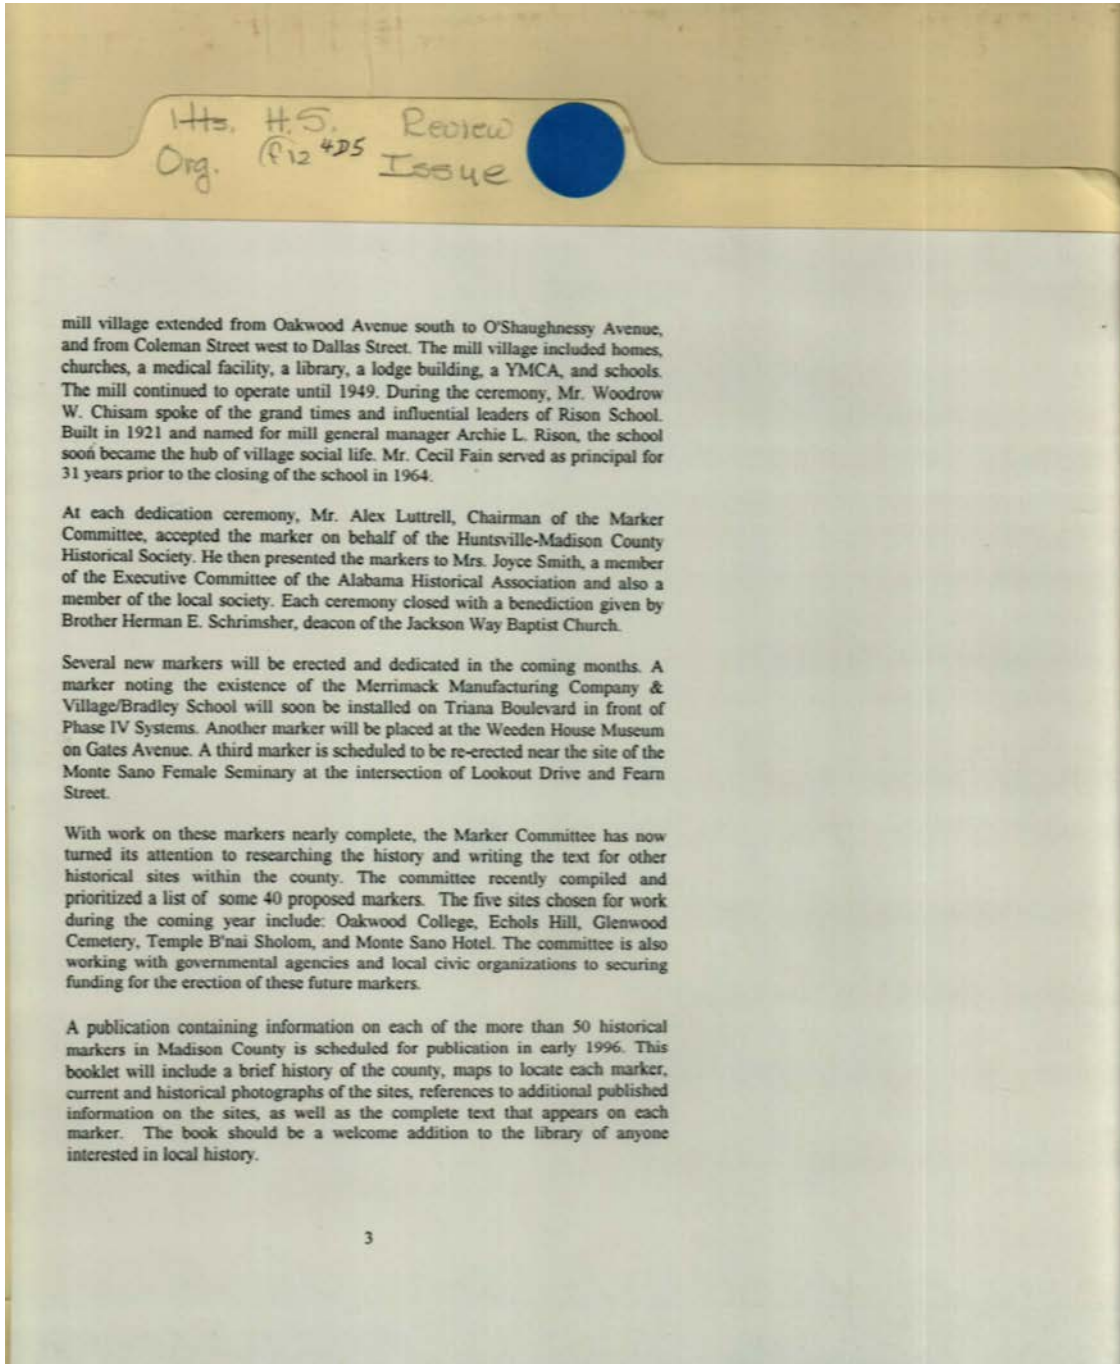 Hts. H.S. Review
Org. f12 4D5 Issue
mill village extended from Oakwood Avenue south to O'Shaughnessy Avenue,
and from Coleman Street west to Dallas Street. The mill village included homes,
churches, a medical facility, a library, a lodge building, a YMCA, and schools.
The mill continued to operate until 1949. During the ceremony, Mr. Woodrow
W. Chisam spoke of the grand times and influential leaders of Rison School.
Built in 1921 and named for mill general manager Archie L. Rison, the school
soon became the hub of village social life. Mr. Cecil Fain served as principal for
31 years prior to the closing of the school in 1964.
At each dedication ceremony, Mr. Alex Luttrell, Chairman of the Marker
Committee, accepted the marker on behalf of the Huntsville-Madison County
Historical Society. He then presented the markers to Mrs. Joyce Smith, a member
of the Executive Committee of the Alabama Historical Association and also a
member of the local society. Each ceremony closed with a benediction given by
Brother Herman E. Schrimsher, deacon of the Jackson Way Baptist Church.
Several new markers will be erected and dedicated in the coming months. A
marker noting the existence of the Merrimack Manufacturing Company &
Village/Bradley School will soon be installed on Triana Boulevard in front of
Phase IV Systems. Another marker will be placed at the Weeden House Museum
on Gates Avenue. A third marker is scheduled to be re-erected near the site of the
Monte Sano Female Seminary at the intersection of Lookout Drive and Fearn
Street.
With work on these markers nearly complete, the Marker Committee has now
turned its attention to researching the history and writing the text for other
historical sites within the county. The committee recently compiled and
prioritized a list of some 40 proposed markers. The five sites chosen for work
during the coming year include: Oakwood College, Echols Hill, Glenwood
Cemetery, Temple B'nai Sholom, and Monte Sano Hotel. The committee is also
working with governmental agencies and local civic organizations to securing
funding for the erection of these future markers.
A publication containing information on each of the more than 50 historical
markers in Madison County is scheduled for publication in early 1996. This
booklet will include a brief history of the county, maps to locate each marker,
current and historical photographs of the sites, references to additional published
information on the sites, as well as the complete text that appears on each
marker. The book should be a welcome addition to the library of anyone
interested in local history.
3